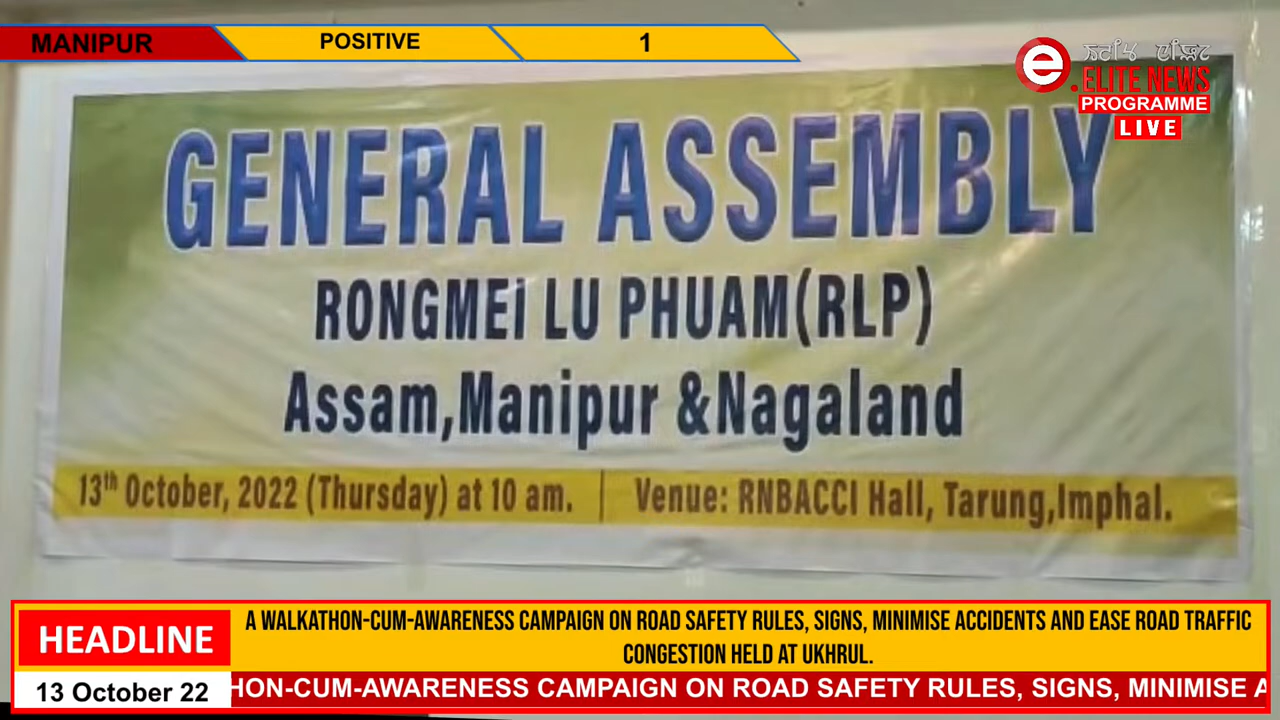 MANIPUR POSITIVE 1
ꯏꯂꯥꯏꯠ
e.
ELITE NEWS
PROGRAMME
LIVE
GENERAL ASSEMBLY
RONGMEI LU PHUAM(RLP)
Assam,Manipur &Nagaland
13th October, 2022 (Thursday) at 10 am. Venue: RNBACCI Hall, Tarung,Imphal.
HEADLINE
A WALKATHON-CUM-AWARENESS CAMPAIGN ON ROAD SAFETY RULES, SIGNS, MINIMISE ACCIDENTS AND EASE ROAD TRAFFIC
CONGESTION HELD AT UKHRUL.
13 October 22
HON-CUM-AWARENESS CAMPAIGN ON ROAD SAFETY RULES, SIGNS, MINIMISE A